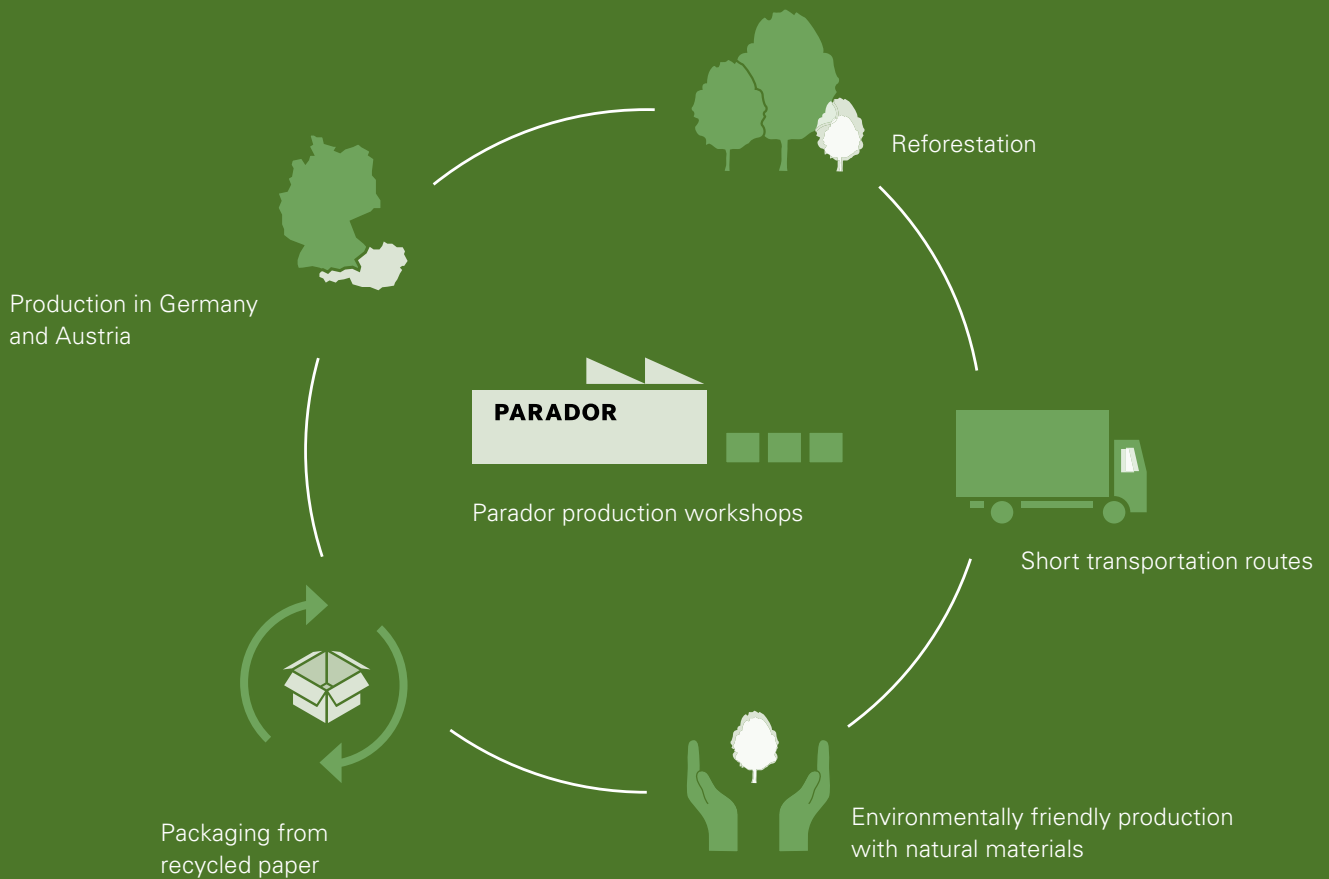 Reforestation
Production in Germany
and Austria
PARADOR
Parador production workshops
Short transportation routes
Environmentally friendly production
with natural materials
Packaging from
recycled paper